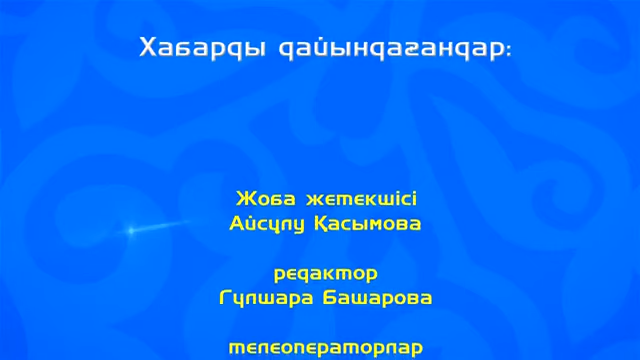 Хабарды дайындағандар:
Жоба жетекшісі
Айсұлу Қасымова
редактор
Гүлшара Башарова
телеоператорлар